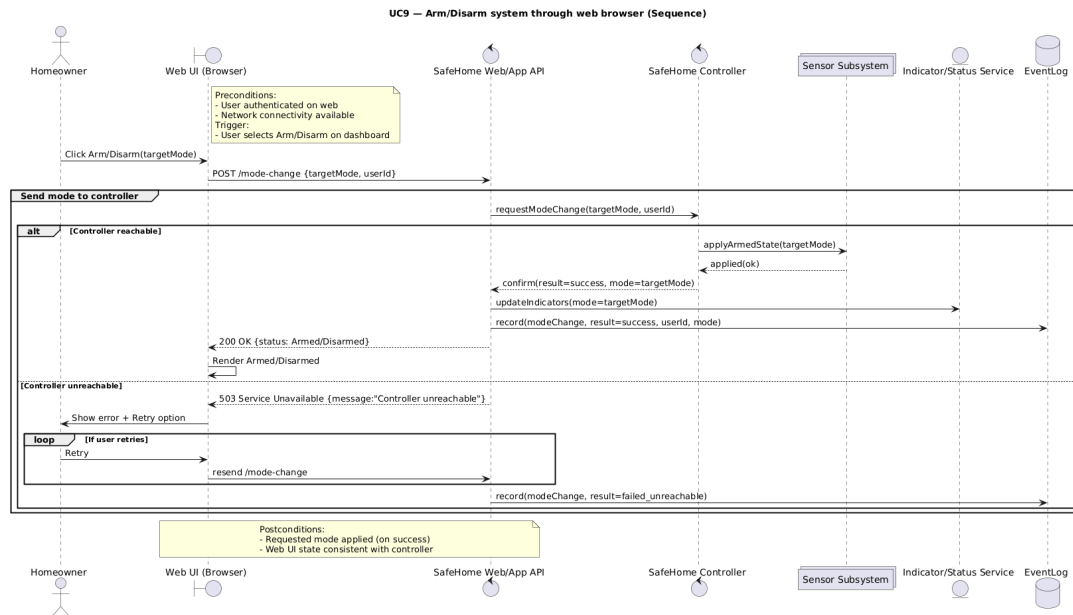 UC9 — Arm/Disarm system through web browser (Sequence)
Homeowner
Web UI (Browser)
SafeHome Web/App API
SafeHome Controller
Sensor Subsystem
Indicator/Status Service
EventLog
Preconditions:
- User authenticated on web
- Network connectivity available
Trigger:
- User selects Arm/Disarm on dashboard
Click Arm/Disarm(targetMode)
POST /mode-change {targetMode, userId}
Send mode to controller
requestModeChange(targetMode, userId)
alt [Controller reachable]
applyArmedState(targetMode)
applied(ok)
confirm(result=success, mode=targetMode)
updateIndicators(mode=targetMode)
record(modeChange, result=success, userId, mode)
200 OK {status: Armed/Disarmed}
Render Armed/Disarmed
[Controller unreachable]
503 Service Unavailable {message:"Controller unreachable"}
Show error + Retry option
loop [If user retries]
Retry
resend /mode-change
record(modeChange, result=failed_unreachable)
Postconditions:
- Requested mode applied (on success)
- Web UI state consistent with controller
Homeowner
Web UI (Browser)
SafeHome Web/App API
SafeHome Controller
Sensor Subsystem
Indicator/Status Service
EventLog